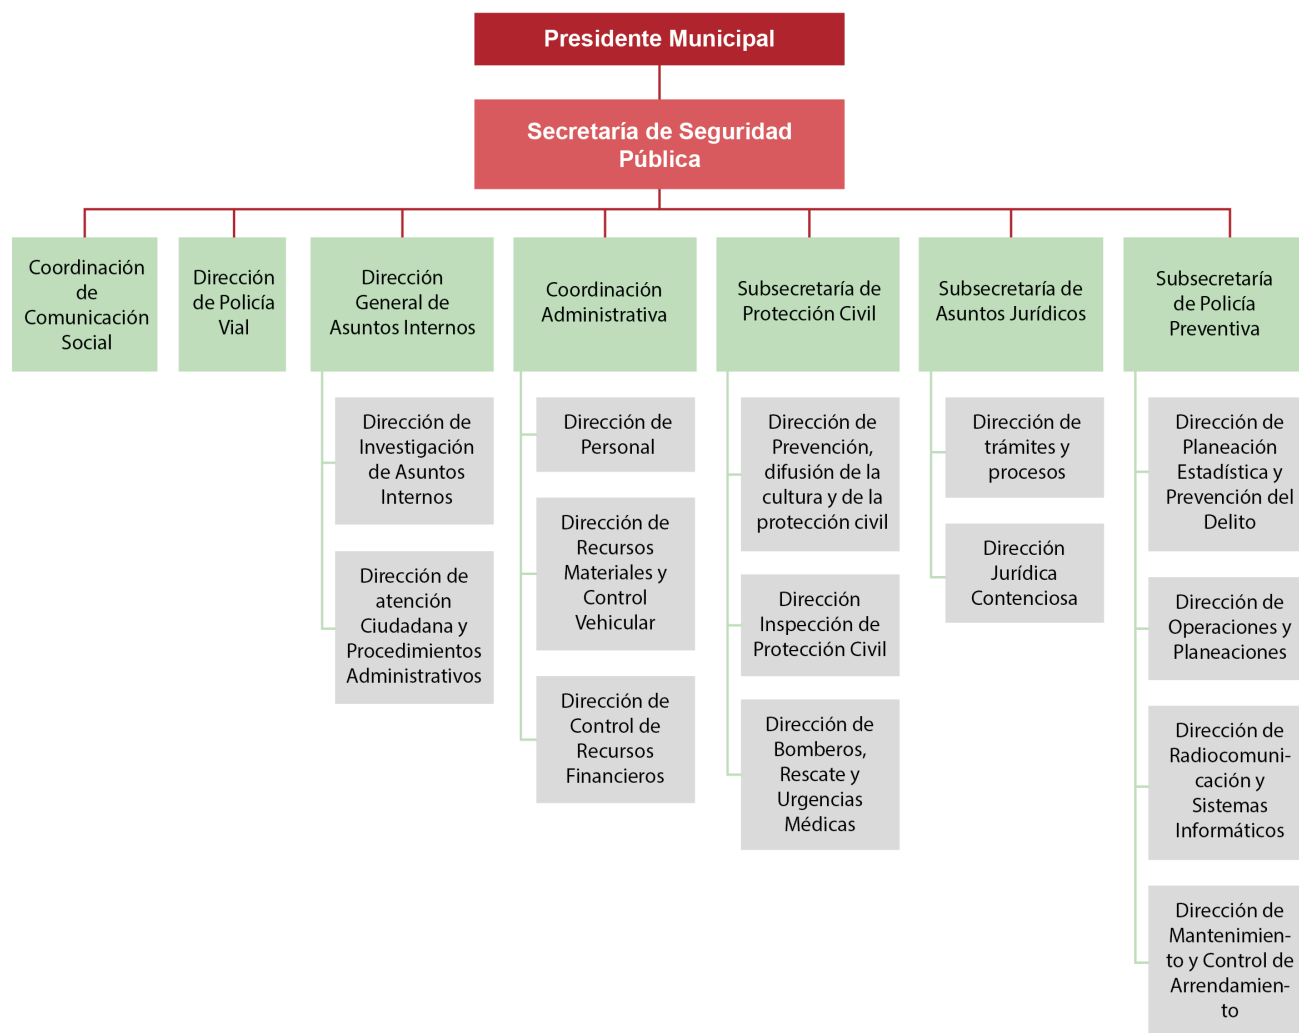 Presidente Municipal
Secretaría de Seguridad
Pública
Coordinación
de
Comunicación
Social
Dirección
de Policía
Vial
Dirección
General de
Asuntos Internos
Coordinación
Administrativa
Subsecretaría de
Protección Civil
Subsecretaría de
Asuntos Jurídicos
Subsecretaría
de Policía
Preventiva
Dirección de
Investigación
de Asuntos
Internos
Dirección de
atención
Ciudadana y
Procedimientos
Administrativos
Dirección de
Personal
Dirección de
Recursos
Materiales y
Control
Vehicular
Dirección de
Control de
Recursos
Financieros
Dirección de
Prevención,
difusión de la
cultura y de la
protección civil
Dirección
Inspección de
Protección Civil
Dirección de
Bomberos,
Rescate y
Urgencias
Médicas
Dirección de
trámites y
procesos
Dirección
Jurídica
Contenciosa
Dirección de
Planeación
Estadística y
Prevención del
Delito
Dirección de
Operaciones y
Planeaciones
Dirección de
Radiocomuni-
cación y
Sistemas
Informáticos
Dirección de
Mantenimien-
to y Control de
Arrendamien-
to